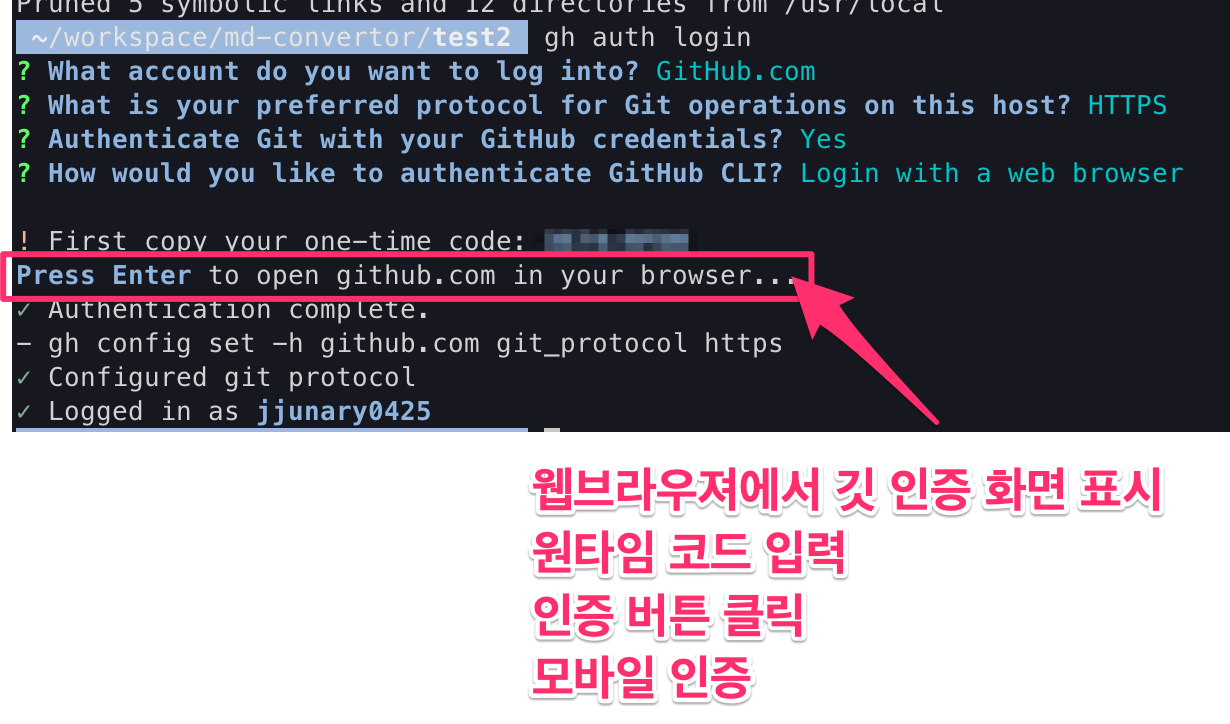 Pruned 5 symbolic links and 12 directories from /usr/local
~/workspace/md-convertor/test2 gh auth login
? What account do you want to log into? GitHub.com
? What is your preferred protocol for Git operations on this host? HTTPS
? Authenticate Git with your GitHub credentials? Yes
? How would you like to authenticate GitHub CLI? Login with a web browser
! First copy your one-time code:
Press Enter to open github.com in your browser...
✓ Authentication complete.
- gh config set -h github.com git_protocol https
✓ Configured git protocol
✓ Logged in as jjunary0425
웹브라우져에서 깃 인증 화면 표시
원타임 코드 입력
인증 버튼 클릭
모바일 인증